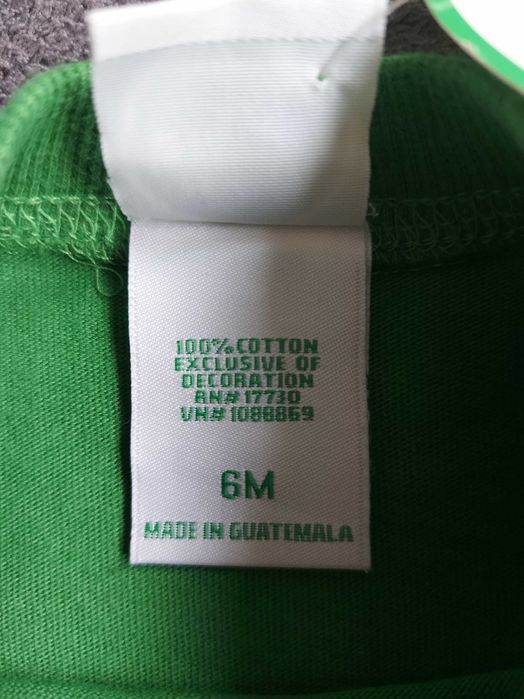 100% COTTON
EXCLUSIVE OF
DECORATION
RN# 17730
VN# 1088869
6M
MADE IN GUATEMALA